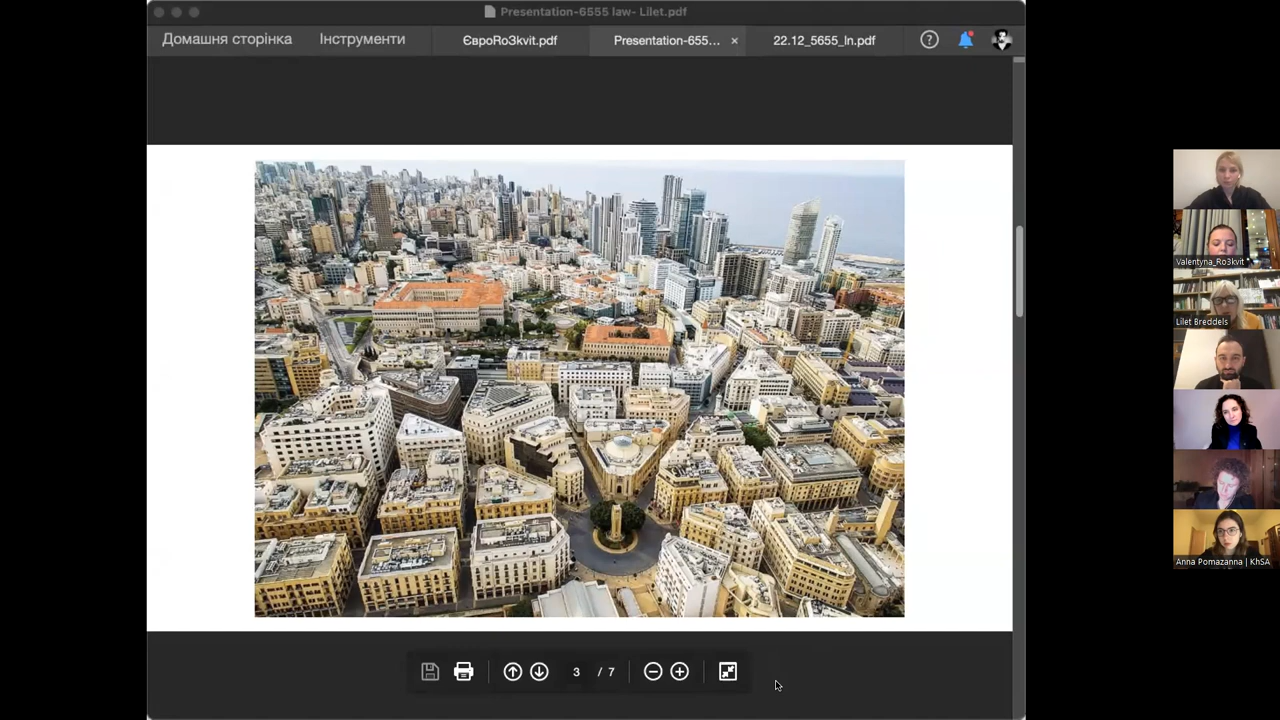 Presentation-6555 law- Lilet.pdf
Домашня сторінка Інструменти ЄвроRo3kvit.pdf Presentation-655... × 22.12_5655_ln.pdf
3 / 7
Valentyna_Ro3kvit
Lilet Breddels
Anna Pomazanna | KhSA